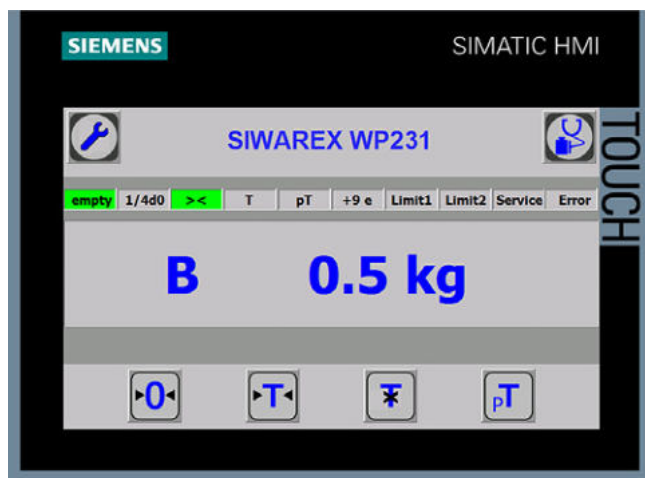 SIEMENS SIMATIC HMI
SIWAREX WP231
TOUCH
empty 1/4d0 >< T pT +9 e Limit1 Limit2 Service Error
B 0.5 kg
0 T T pT